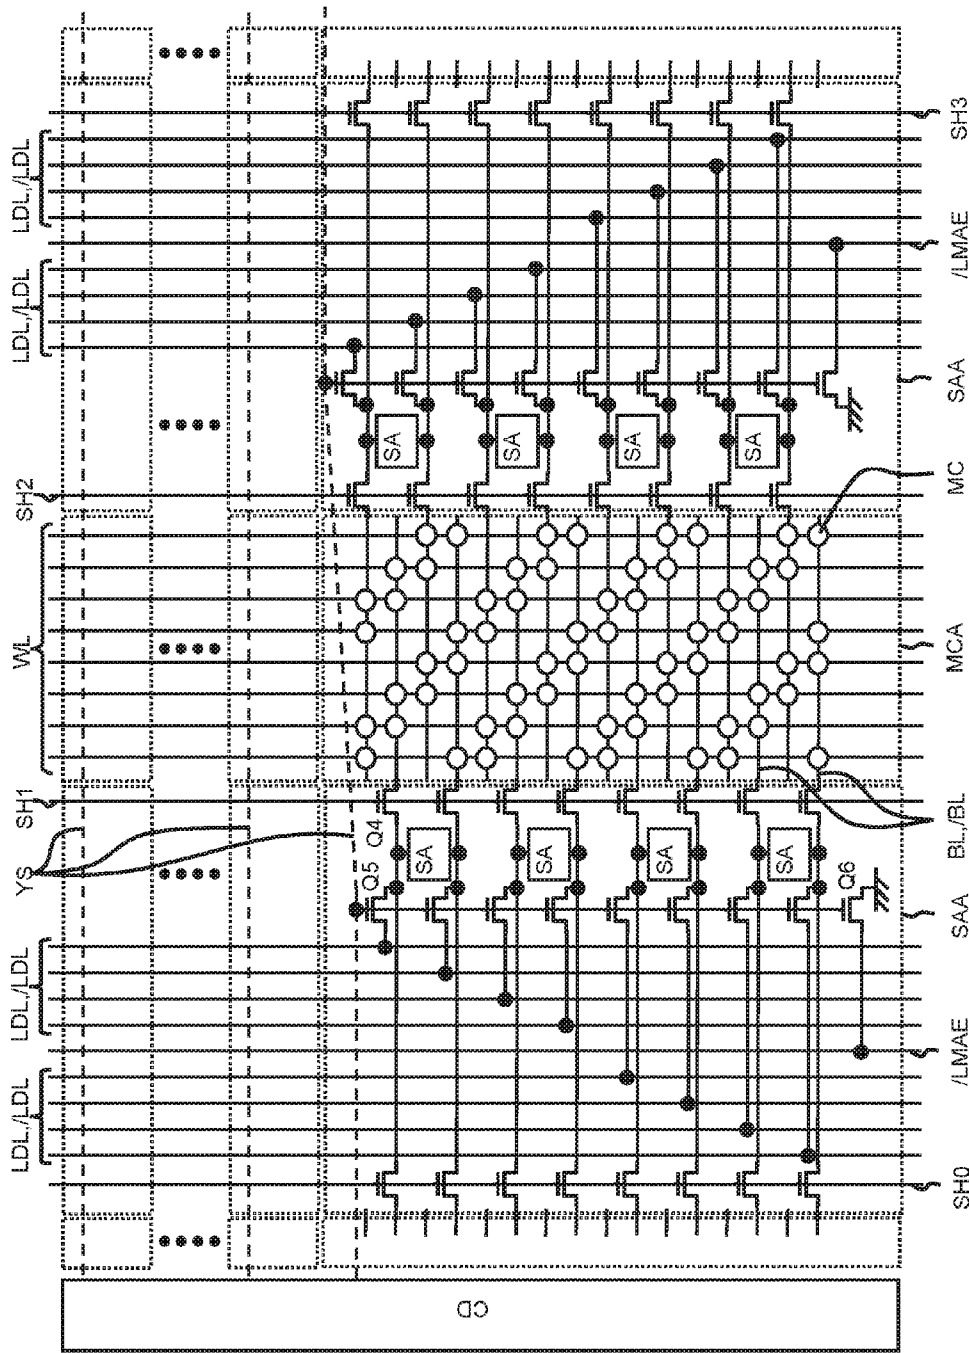 LDL,/LDL
LDL,/LDL
SH2
WL
SH1
YS
LDL,/LDL
LDL,/LDL
SH3
/LMAE
SAA
MC
MCA
BL,/BL
SAA
/LMAE
SH0
SA
SA
SA
SA
Q4
Q5
SA
SA
SA
SA
Q6
CD